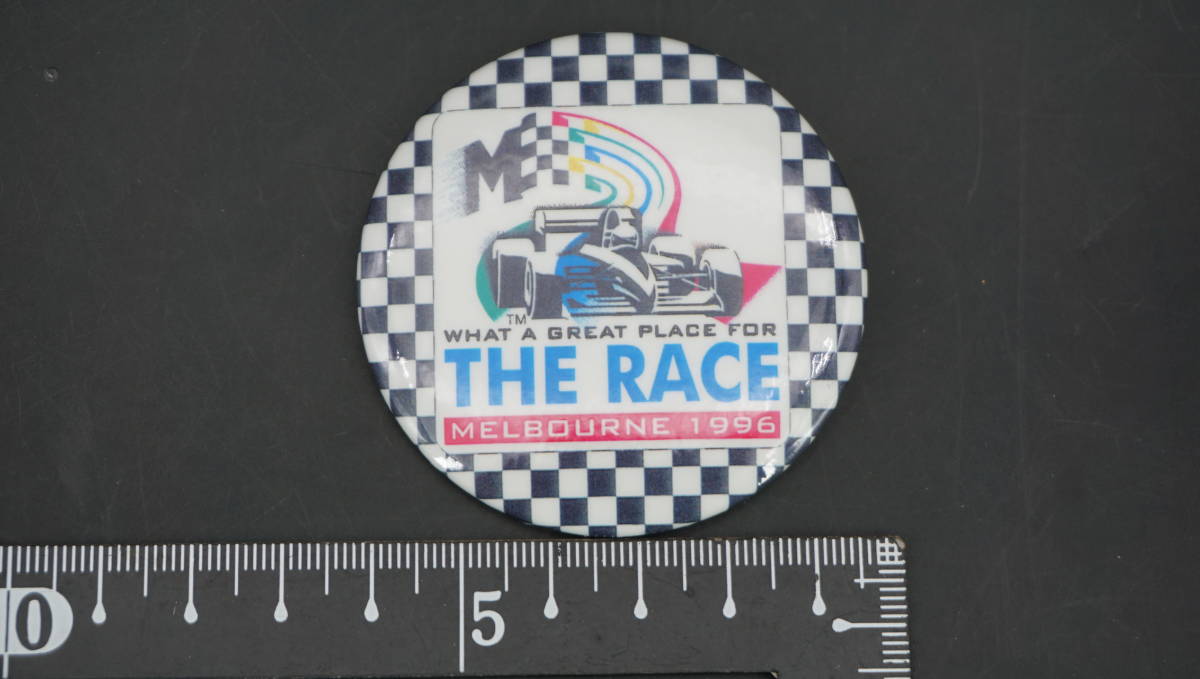 M
TM
WHAT A GREAT PLACE FOR
THE RACE
MELBOURNE 1996
0
5